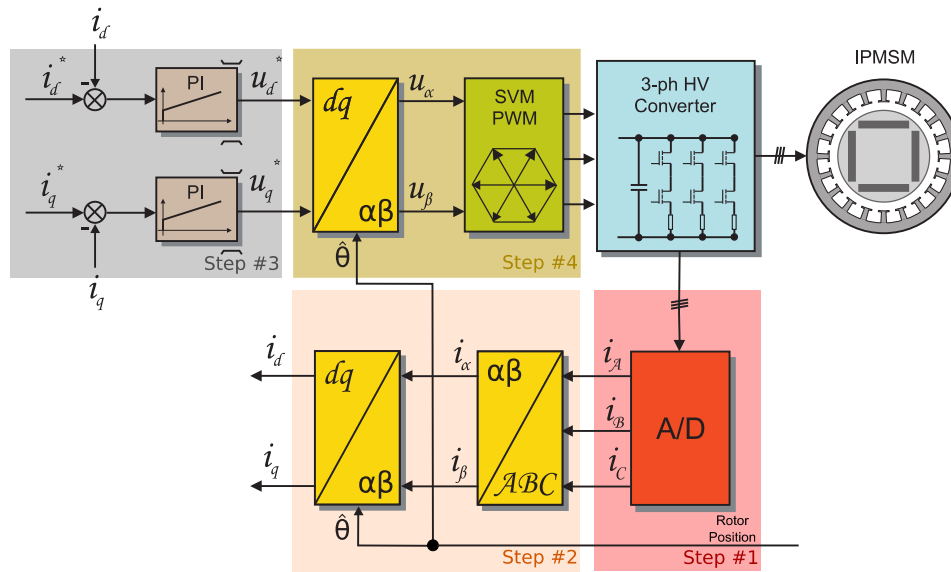 i_d
i_d*
-
PI
u_d*
i_q*
-
PI
u_q*
i_q
Step #3
dq
αβ
θ̂
u_α
u_β
SVM
PWM
Step #4
3-ph HV
Converter
IPMSM
i_d
i_q
dq
αβ
θ̂
i_α
i_β
αβ
ABC
Step #2
i_A
i_B
i_C
A/D
Rotor
Position
Step #1